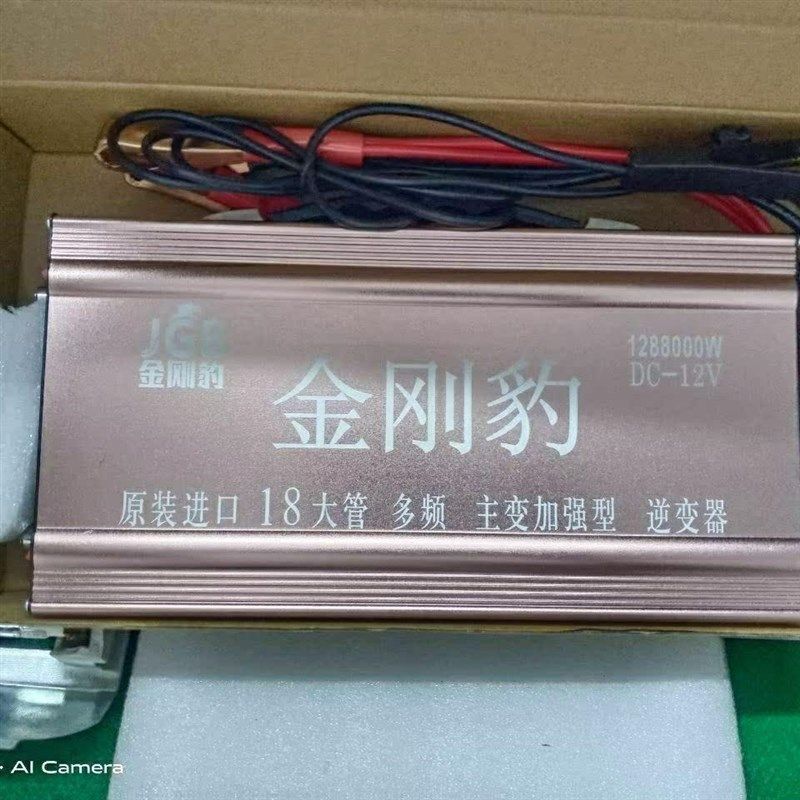 JGB
金刚豹
金刚豹
1288000W
DC-12V
原装进口 18大管 多频 主变加强型 逆变器
AI Camera